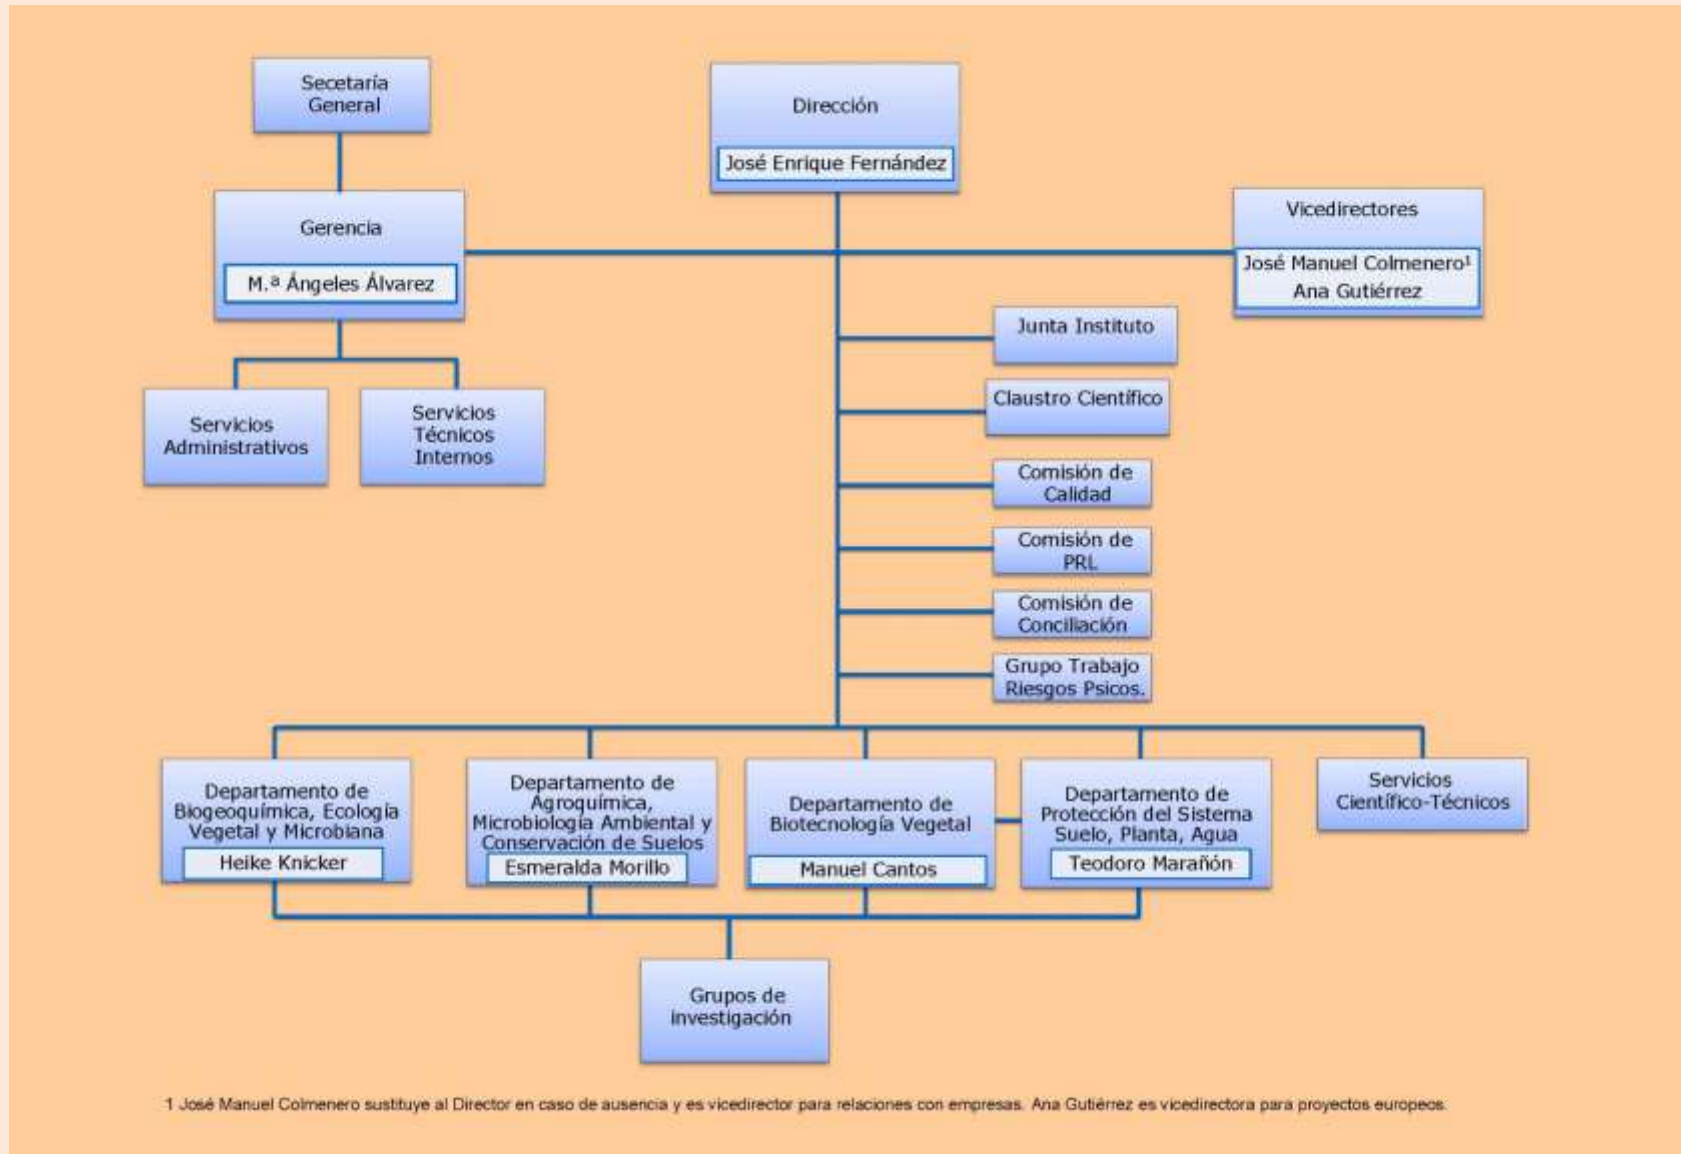 Secetaría
General
Dirección
José Enrique Fernández
Gerencia
M.ª Ángeles Álvarez
Vicedirectores
José Manuel Colmenero¹
Ana Gutiérrez
Servicios
Administrativos
Servicios
Técnicos
Internos
Junta Instituto
Claustro Científico
Comisión de
Calidad
Comisión de
PRL
Comisión de
Conciliación
Grupo Trabajo
Riesgos Psicos.
Departamento de
Biogeoquímica, Ecología
Vegetal y Microbiana
Heike Knicker
Departamento de
Agroquímica,
Microbiología Ambiental y
Conservación de Suelos
Esmeralda Morillo
Departamento de
Biotecnología Vegetal
Manuel Cantos
Departamento de
Protección del Sistema
Suelo, Planta, Agua
Teodoro Marañón
Servicios
Científico-Técnicos
Grupos de
investigación
1 José Manuel Colmenero sustituye al Director en caso de ausencia y es vicedirector para relaciones con empresas. Ana Gutiérrez es vicedirectora para proyectos europeos.